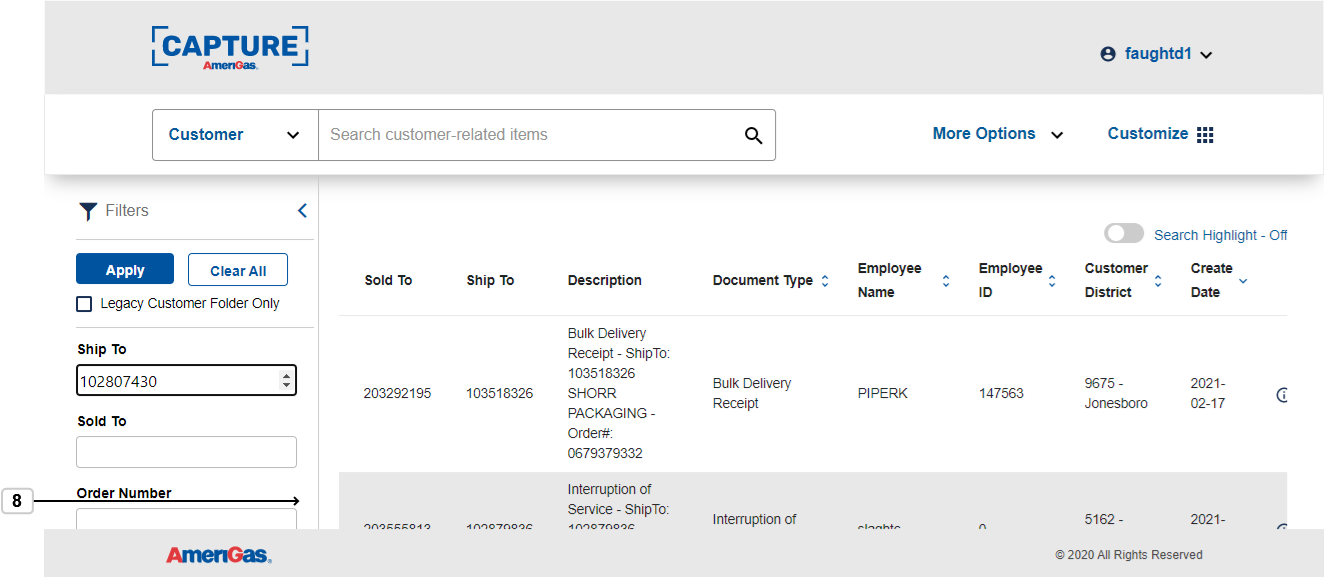 CAPTURE
AmeriGas
faughtd1
Customer
Search customer-related items
More Options
Customize
Filters
Apply
Clear All
Legacy Customer Folder Only
Ship To
102807430
Sold To
Order Number
8
Search Highlight - Off
Sold To
Ship To
Description
Document Type
Employee
Name
Employee
ID
Customer
District
Create
Date
203292195
103518326
Bulk Delivery
Receipt - ShipTo:
103518326
SHORR
PACKAGING -
Order#:
0679379332
Bulk Delivery
Receipt
PIPERK
147563
9675 -
Jonesboro
2021-
02-17
203555813
102879836
Interruption of
Service - ShipTo:
102879836
Interruption of
slaghtc
0
5162 -
2021-
AmeriGas
© 2020 All Rights Reserved